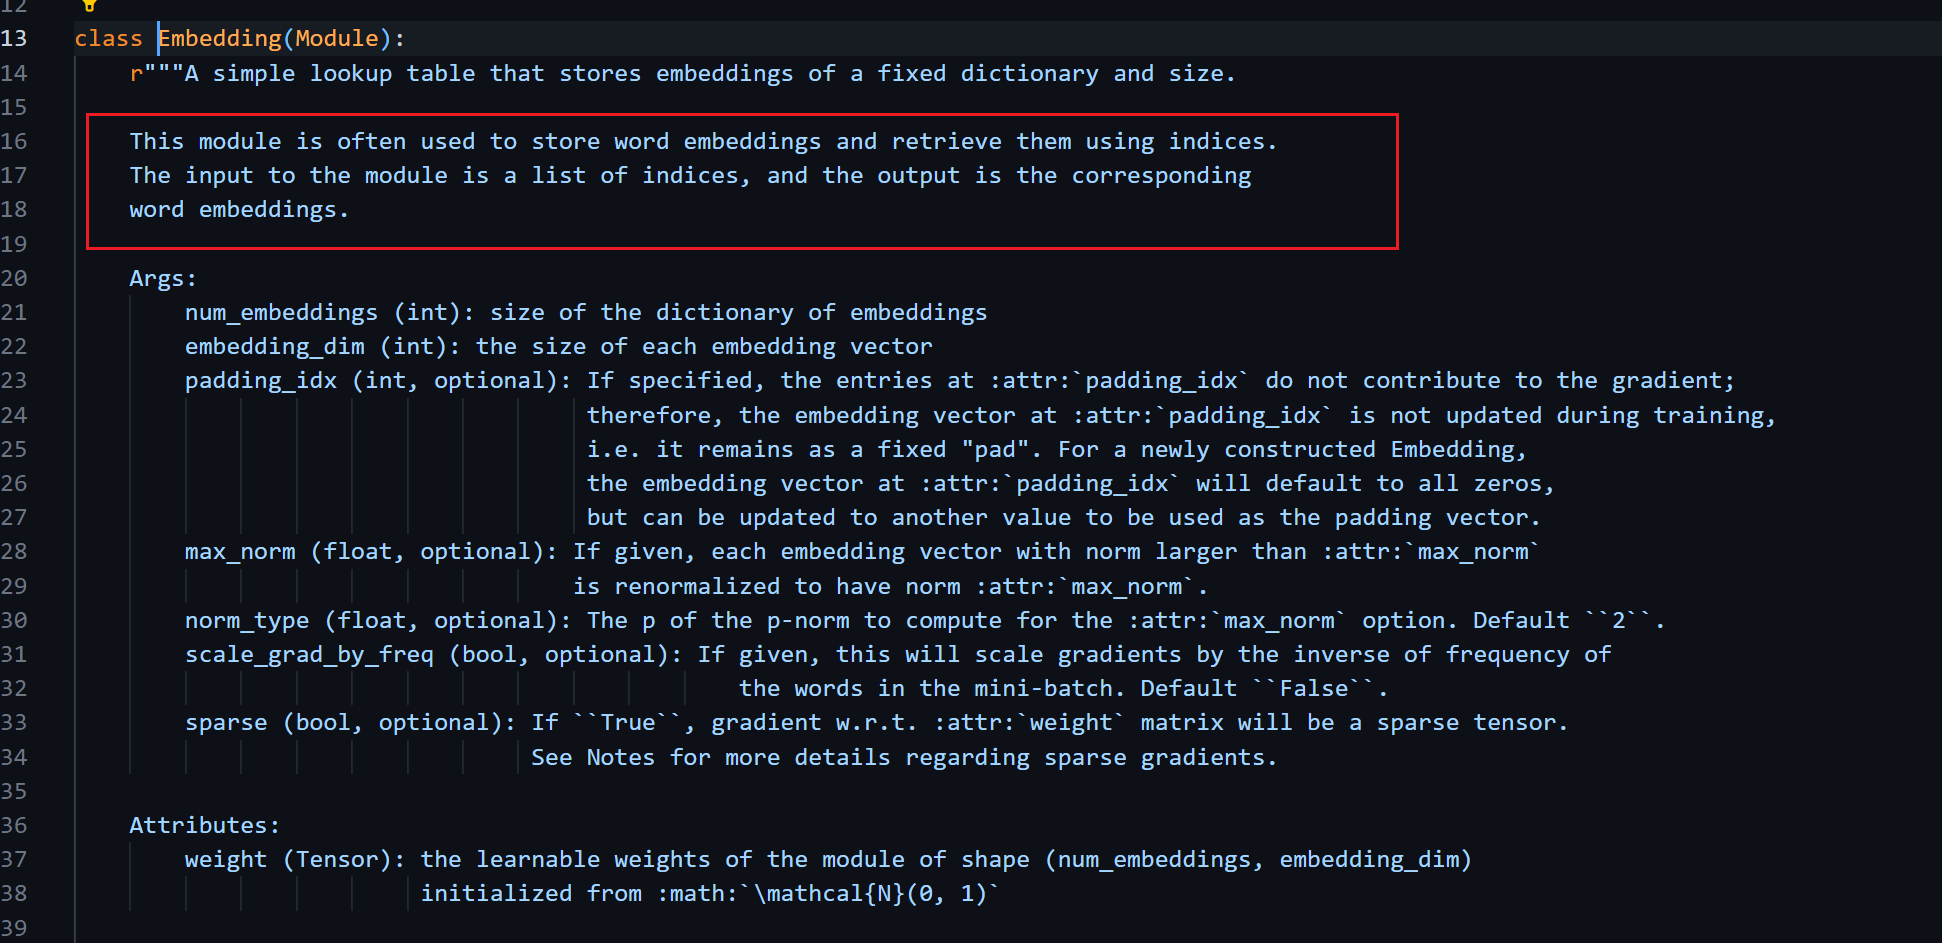 12
13 class Embedding(Module):
14 r"""A simple lookup table that stores embeddings of a fixed dictionary and size.
15
16 This module is often used to store word embeddings and retrieve them using indices.
17 The input to the module is a list of indices, and the output is the corresponding
18 word embeddings.
19
20 Args:
21 num_embeddings (int): size of the dictionary of embeddings
22 embedding_dim (int): the size of each embedding vector
23 padding_idx (int, optional): If specified, the entries at :attr:`padding_idx` do not contribute to the gradient;
24 therefore, the embedding vector at :attr:`padding_idx` is not updated during training,
25 i.e. it remains as a fixed "pad". For a newly constructed Embedding,
26 the embedding vector at :attr:`padding_idx` will default to all zeros,
27 but can be updated to another value to be used as the padding vector.
28 max_norm (float, optional): If given, each embedding vector with norm larger than :attr:`max_norm`
29 is renormalized to have norm :attr:`max_norm`.
30 norm_type (float, optional): The p of the p-norm to compute for the :attr:`max_norm` option. Default ``2``.
31 scale_grad_by_freq (bool, optional): If given, this will scale gradients by the inverse of frequency of
32 the words in the mini-batch. Default ``False``.
33 sparse (bool, optional): If ``True``, gradient w.r.t. :attr:`weight` matrix will be a sparse tensor.
34 See Notes for more details regarding sparse gradients.
35
36 Attributes:
37 weight (Tensor): the learnable weights of the module of shape (num_embeddings, embedding_dim)
38 initialized from :math:`\mathcal{N}(0, 1)`
39